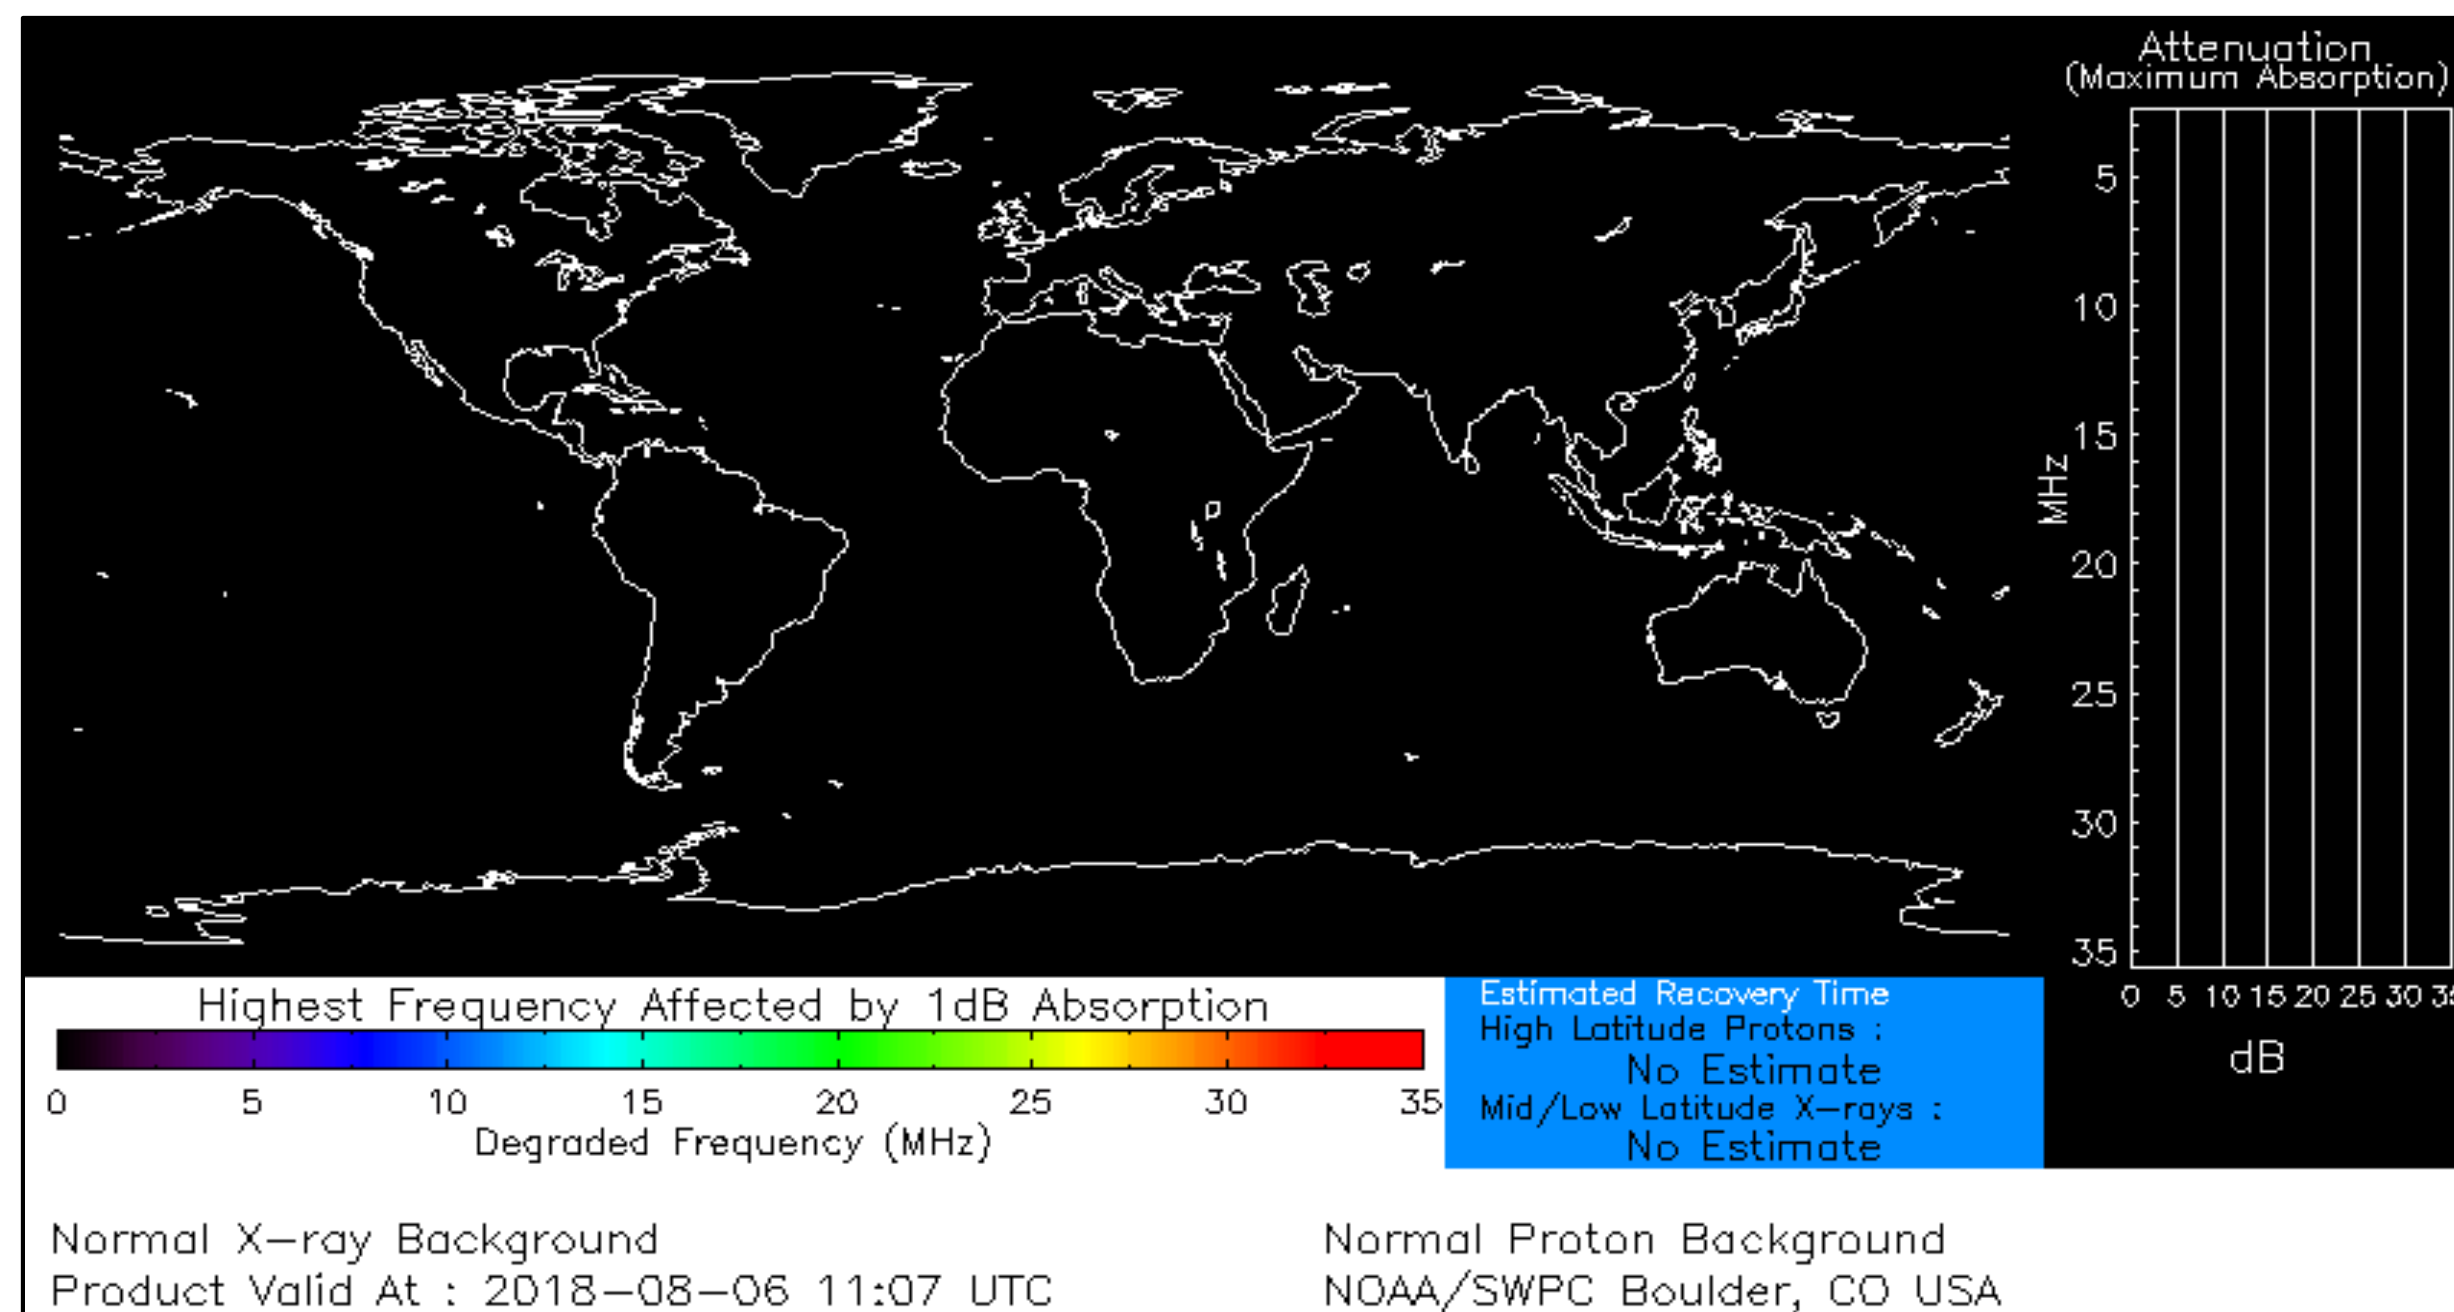 Attenuation
(Maximum Absorption)
5
10
15
20
25
30
35
MHz
0 5 10 15 20 25 30
dB
Highest Frequency Affected by 1dB Absorption
0 5 10 15 20 25 30 35
Degraded Frequency (MHz)
Estimated Recovery Time
High Latitude Protons :
No Estimate
Mid/Low Latitude X-rays :
No Estimate
Normal X-ray Background
Normal Proton Background
Product Valid At : 2018-08-06 11:07 UTC
NOAA/SWPC Boulder, CO USA